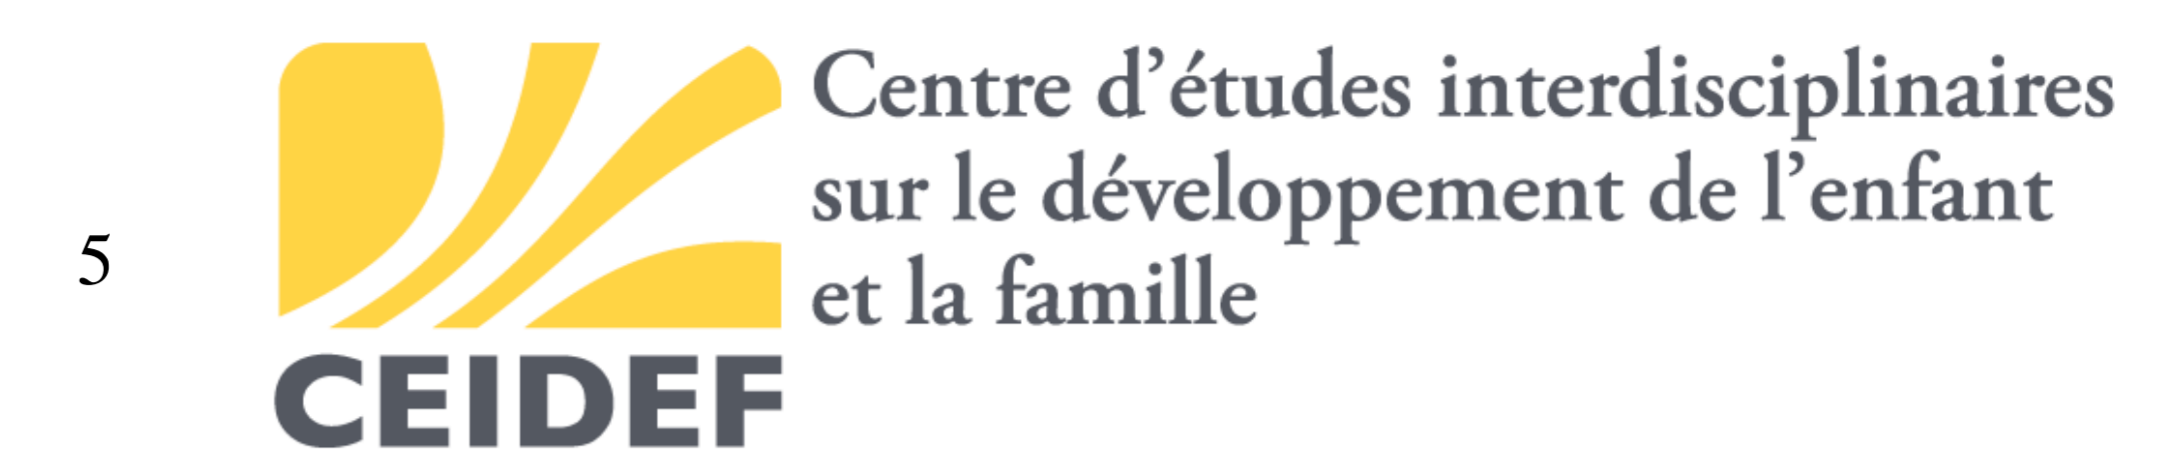 5
Centre d’études interdisciplinaires
sur le développement de l’enfant
et la famille
CEIDEF